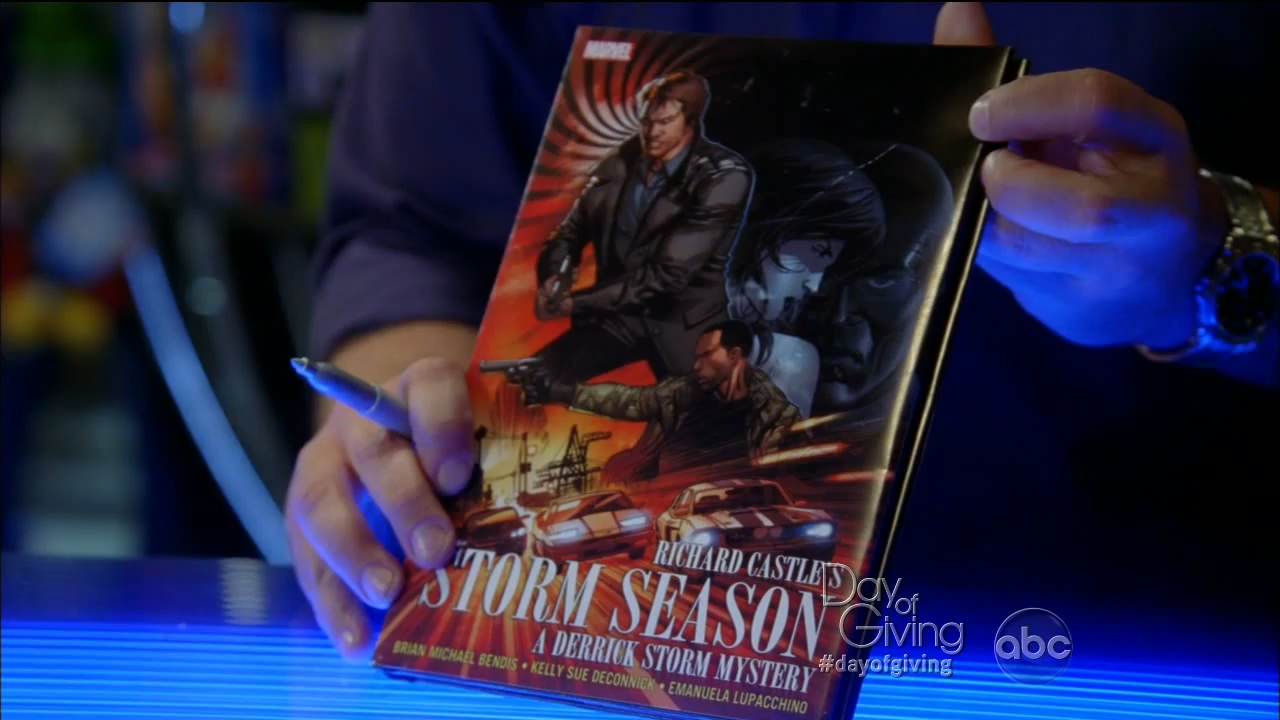 MARVEL
RICHARD CASTLE'S
STORM SEASON
A DERRICK STORM MYSTERY
BRIAN MICHAEL BENDIS • KELLY SUE DECONNICK • EMANUELA LUPACCHINO
Day
of
Giving
#dayofgiving
abc